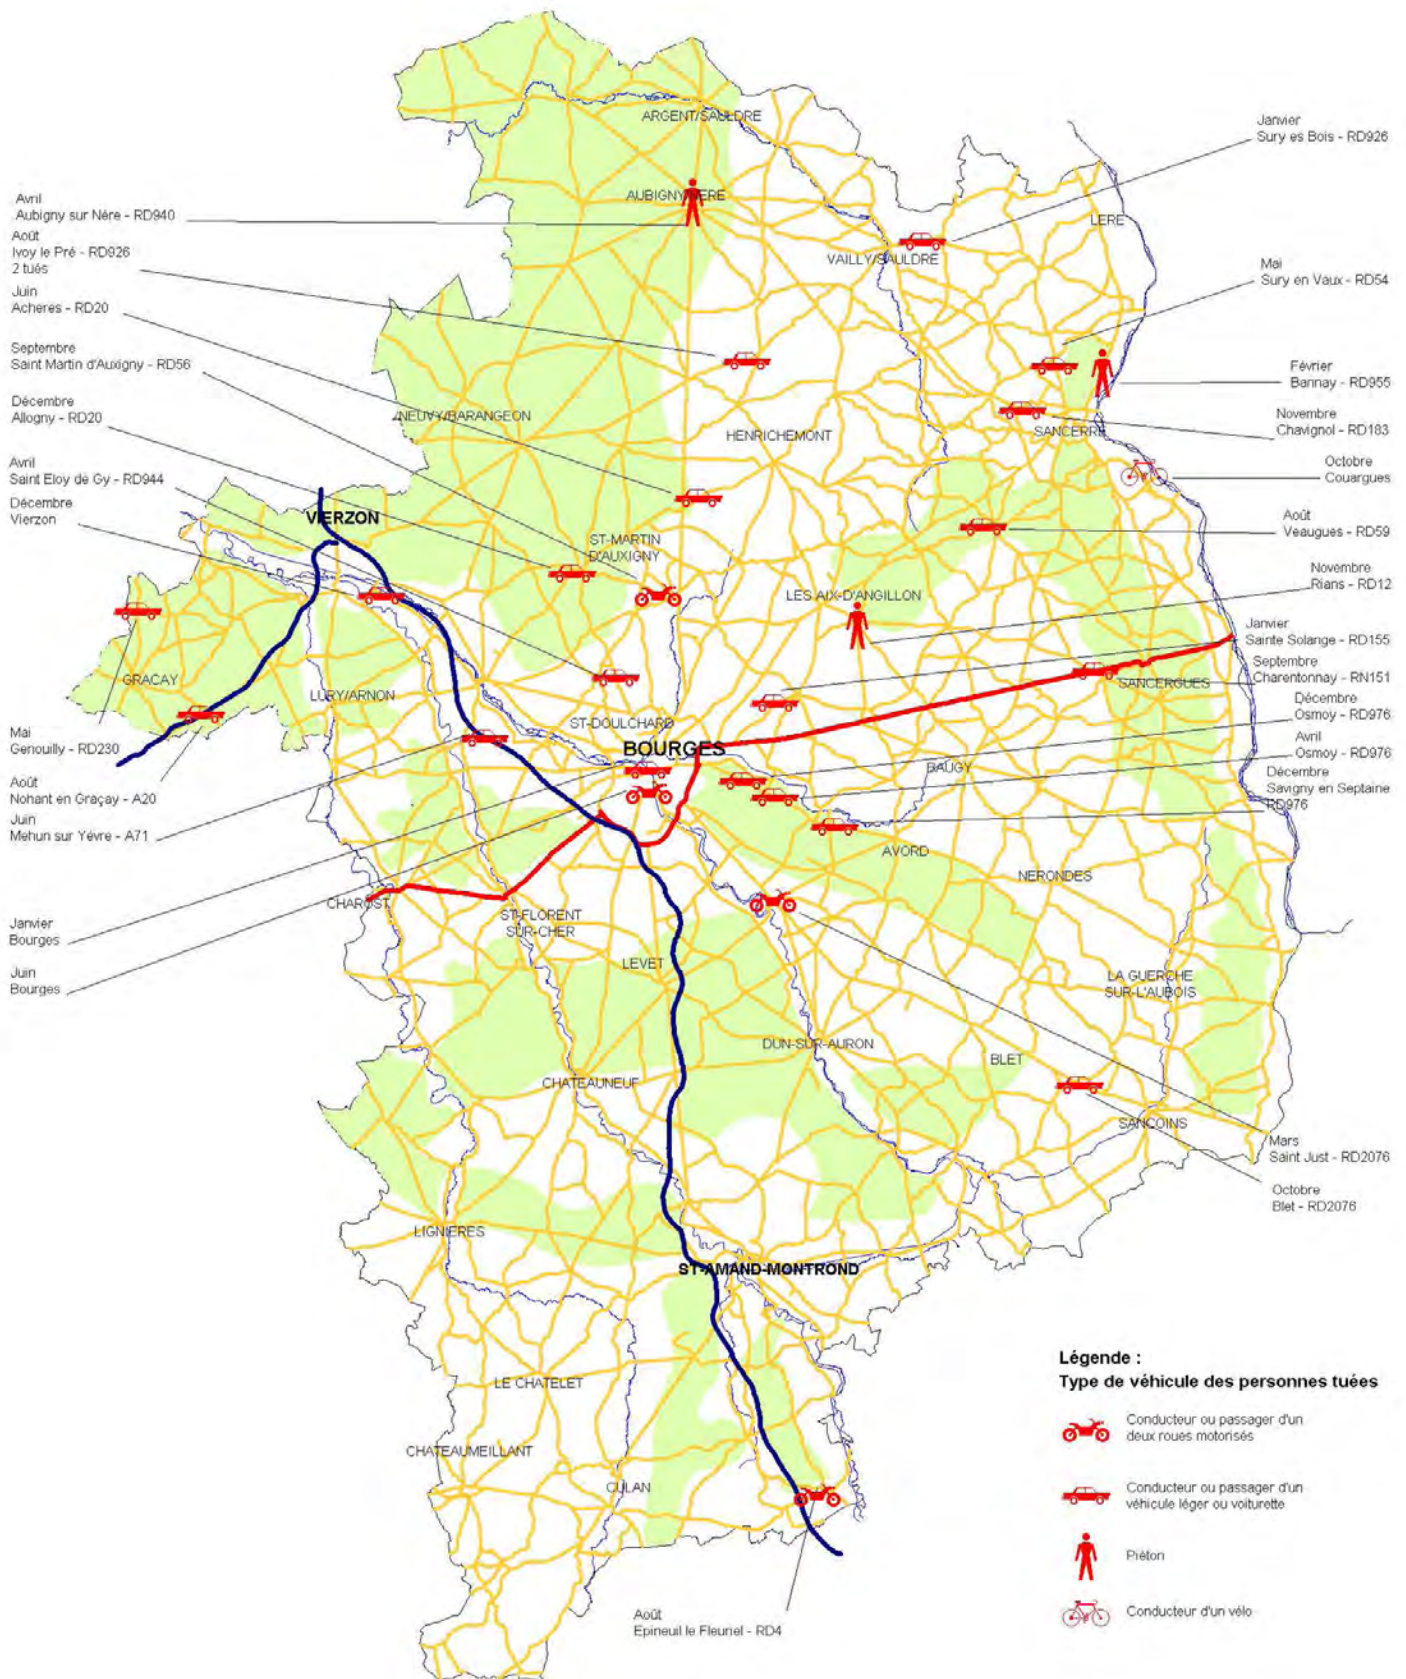 Avril
Aubigny sur Nère - RD940
Août
Ivoy le Pré - RD926
2 tués
Juin
Acheres - RD20
Septembre
Saint Martin d'Auxigny - RD56
Décembre
Allogny - RD20
Avril
Saint Eloy de Gy - RD944
Décembre
Vierzon
Mai
Genouilly - RD230
Août
Nohant en Graçay - A20
Juin
Mehun sur Yèvre - A71
Janvier
Bourges
Juin
Bourges
ARGENT/SAULDRE
AUBIGNY/NERE
LERE
VAILLY/SAULDRE
NEUVY/BARANGEON
HENRICHEMONT
SANCERRE
VIERZON
ST-MARTIN
D'AUXIGNY
LES AIX-D'ANGILLON
GRACAY
LURY/ARNON
SANCERGUES
ST-DOULCHARD
BOURGES
BAUGY
AVORD
NERONDES
CHAROST
ST-FLORENT
SUR-CHER
LEVET
LA GUERCHE
SUR-L'AUBOIS
DUN-SUR-AURON
BLET
CHATEAUNEUF
SANCOINS
LIGNIERES
ST-AMAND-MONTROND
LE CHATELET
CHATEAUMEILLANT
CULAN
Janvier
Sury es Bois - RD926
Mai
Sury en Vaux - RD54
Février
Bannay - RD955
Novembre
Chavignol - RD183
Octobre
Couargues
Août
Veaugues - RD59
Novembre
Rians - RD12
Janvier
Sainte Solange - RD155
Septembre
Charentonnay - RN151
Décembre
Osmoy - RD976
Avril
Osmoy - RD976
Décembre
Savigny en Septaine
RD976
Mars
Saint Just - RD2076
Octobre
Blet - RD2076
Août
Epineuil le Fleuriel - RD4
Légende :
Type de véhicule des personnes tuées
Conducteur ou passager d'un
deux roues motorisés
Conducteur ou passager d'un
véhicule léger ou voiturette
Piéton
Conducteur d'un vélo